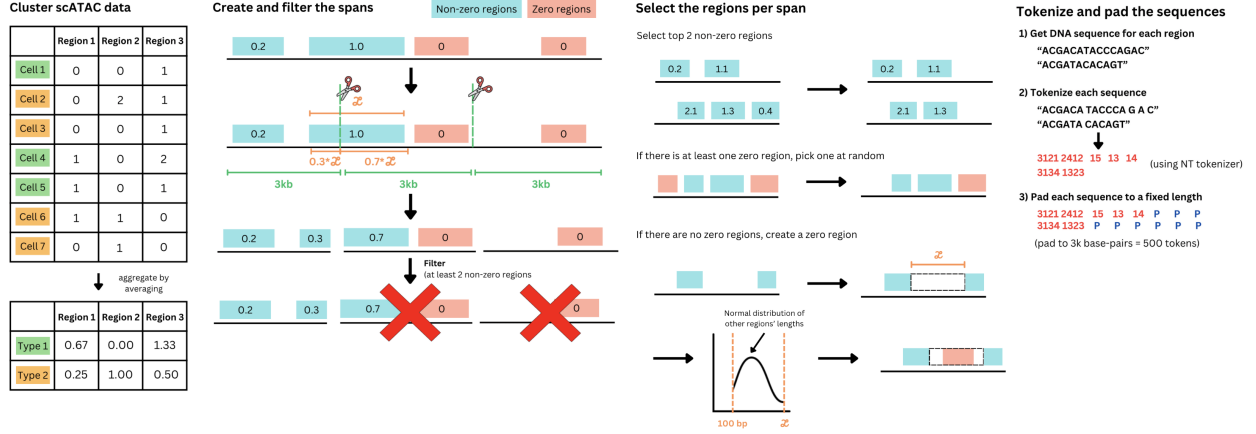 Cluster scATAC data
Region 1 Region 2 Region 3
Cell 1 0 0 1
Cell 2 0 2 1
Cell 3 0 0 1
Cell 4 1 0 2
Cell 5 1 0 1
Cell 6 1 1 0
Cell 7 0 1 0
aggregate by
averaging
Region 1 Region 2 Region 3
Type 1 0.67 0.00 1.33
Type 2 0.25 1.00 0.50
Create and filter the spans
Non-zero regions Zero regions
0.2 1.0 0 0
ℒ
0.2 1.0 0 0
0.3*ℒ 0.7*ℒ
3kb 3kb 3kb
0.2 0.3 0.7 0 0
Filter
(at least 2 non-zero regions
0.2 0.3 0.7 0 0
Select the regions per span
Select top 2 non-zero regions
0.2 1.1 0.2 1.1
2.1 1.3 0.4 2.1 1.3
If there is at least one zero region, pick one at random
If there are no zero regions, create a zero region
ℒ
Normal distribution of
other regions' lengths
100 bp ℒ
Tokenize and pad the sequences
1) Get DNA sequence for each region
“ACGACATACCCAGAC”
“ACGATACACAGT”
2) Tokenize each sequence
“ACGACA TACCCA G A C”
“ACGATA CACAGT”
3121 2412 15 13 14 (using NT tokenizer)
3134 1323
3) Pad each sequence to a fixed length
3121 2412 15 13 14 P P P
3134 1323 P P P P P P
(pad to 3k base-pairs = 500 tokens)